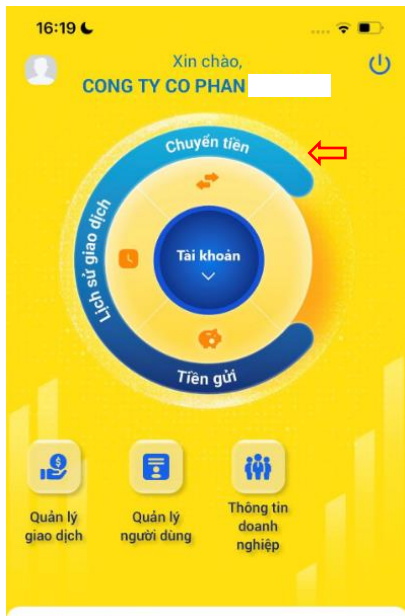 16:19
Xin chào,
CONG TY CO PHAN
Chuyển tiền
Lịch sử giao dịch
Tài khoản
Tiền gửi
Quản lý
giao dịch
Quản lý
người dùng
Thông tin
doanh
nghiệp